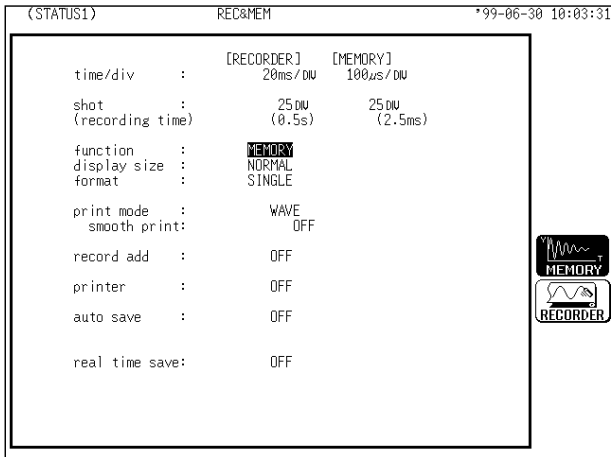 (STATUS1) REC&MEM '99-06-30 10:03:31
[RECORDER] [MEMORY]
time/div : 20ms/DIV 100µs/DIV
shot : 25DIV 25DIV
(recording time) (0.5s) (2.5ms)
function : MEMORY
display size : NORMAL
format : SINGLE
print mode : WAVE
smooth print: OFF
record add : OFF
printer : OFF
auto save : OFF
real time save: OFF
Y T
MEMORY
RECORDER